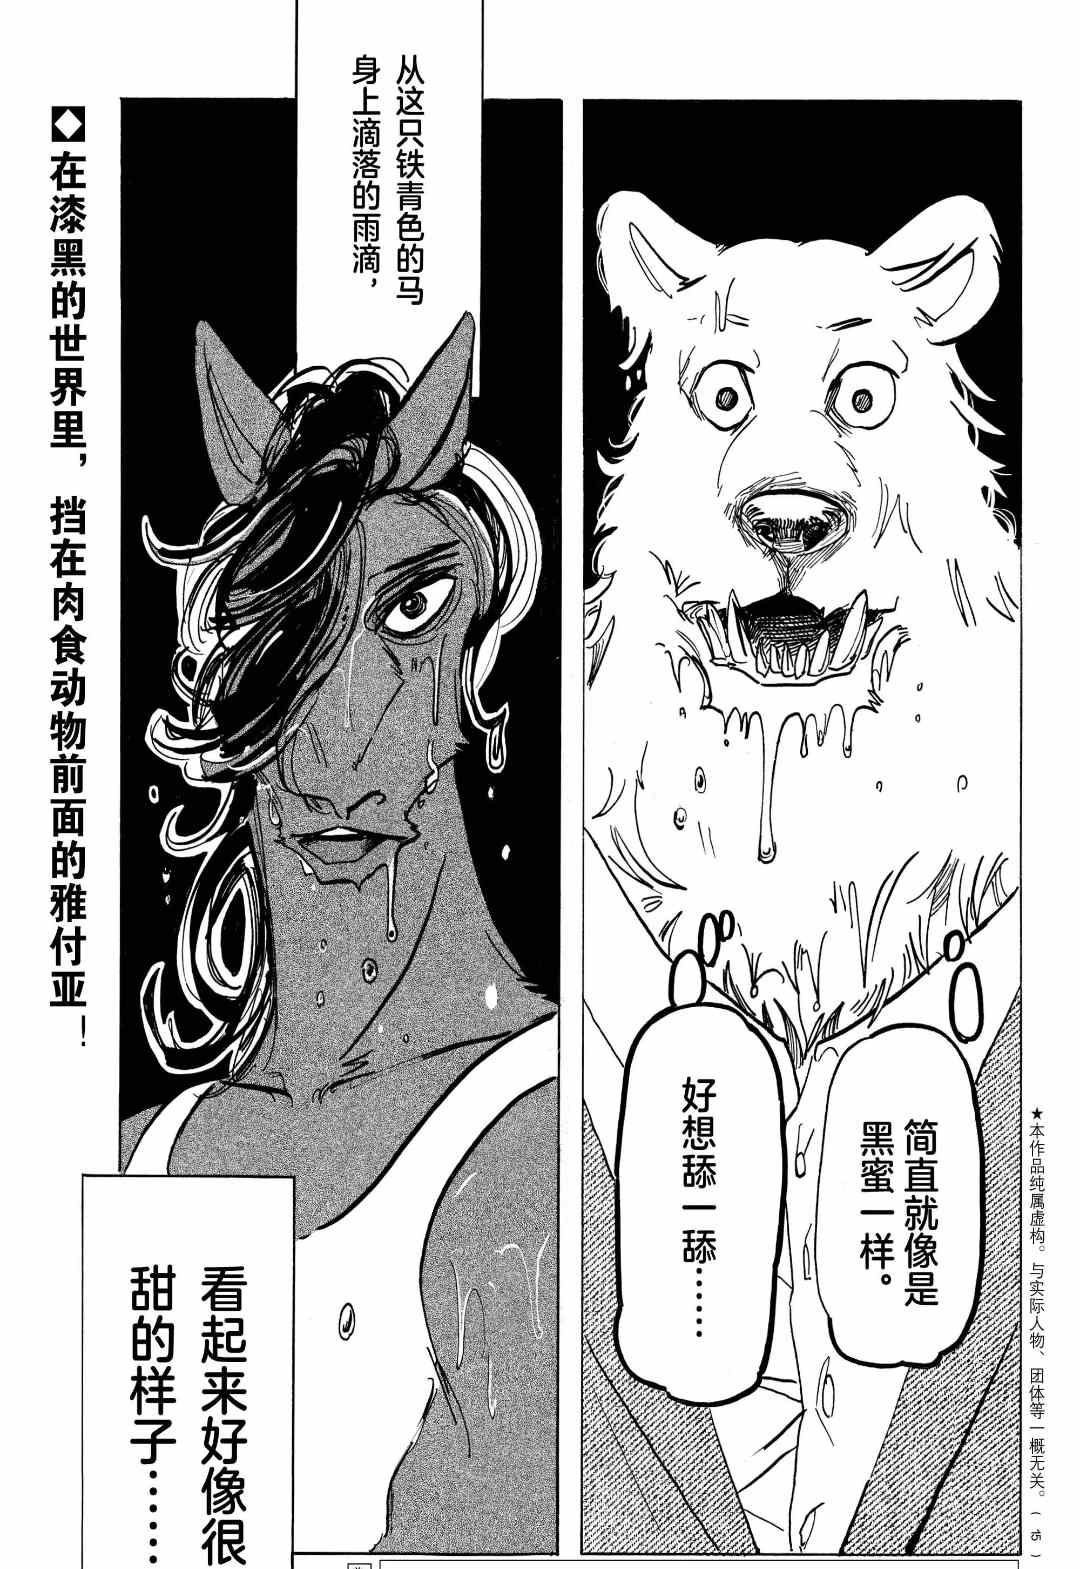 从这只铁青色的马
身上滴落的雨滴，
看起来好像很
甜的样子……
简直就像是
黑蜜一样。
好想舔一舔……
◆在漆黑的世界里，挡在肉食动物前面的雅付亚！
★本作品纯属虚构。与实际人物、团体等一概无关。(15)